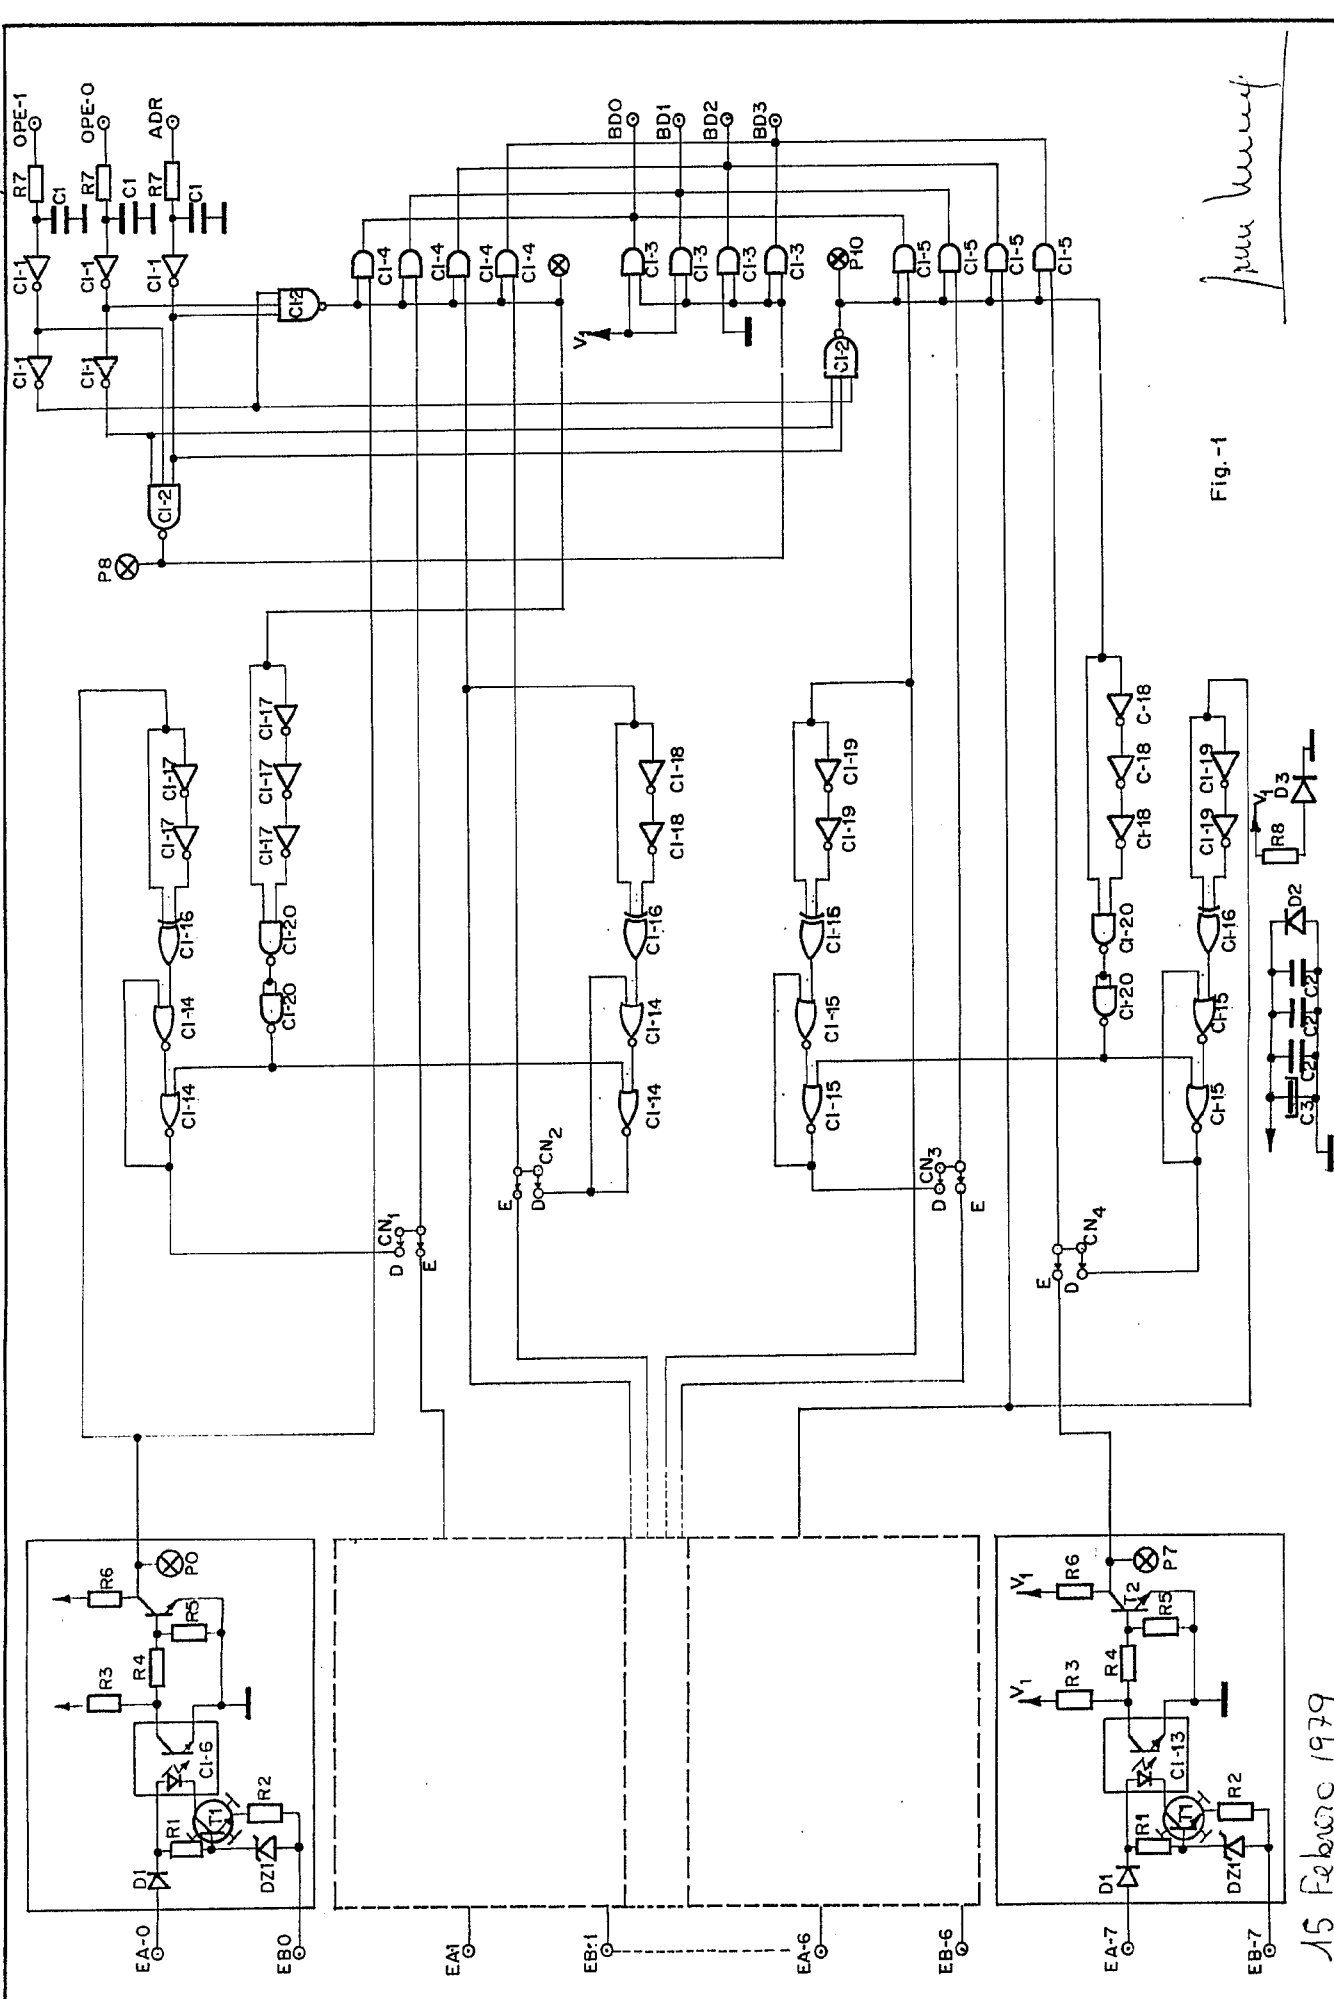 EA-0
EB0
D1
R1
DZ1
T1
R2
CI-6
R3
R4
R5
R6
P0
EA-1
EB-1
EA-6
EB-6
EA-7
EB-7
D1
R1
DZ1
T1
R2
CI-13
V1
R3
R4
R5
V1
R6
T2
P7
D
CN1
E
E
D
CN2
CN3
D
E
E
D
CN4
CI-14
CI-14
CI-16
CI-17
CI-17
CI-20
CI-20
CI-17
CI-17
CI-17
CI-14
CI-14
CI-16
CI-18
CI-18
CI-15
CI-15
CI-16
CI-19
CI-19
CI-20
CI-20
CI-18
C-18
C-18
CI-15
CI-15
CI-16
CI-19
CI-19
P8
CI-2
CI-1
CI-1
CI-1
CI-1
CI-1
R7
C1
OPE-1
R7
C1
OPE-0
R7
C1
ADR
CI-2
CI-4
CI-4
CI-4
CI-4
V1
CI-3
CI-3
CI-3
CI-3
BD0
BD1
BD2
BD3
CI-2
P10
CI-5
CI-5
CI-5
CI-5
C3
C2
C2
C2
D2
R8
V1
D3
Fig.-1
15 Febrero 1979